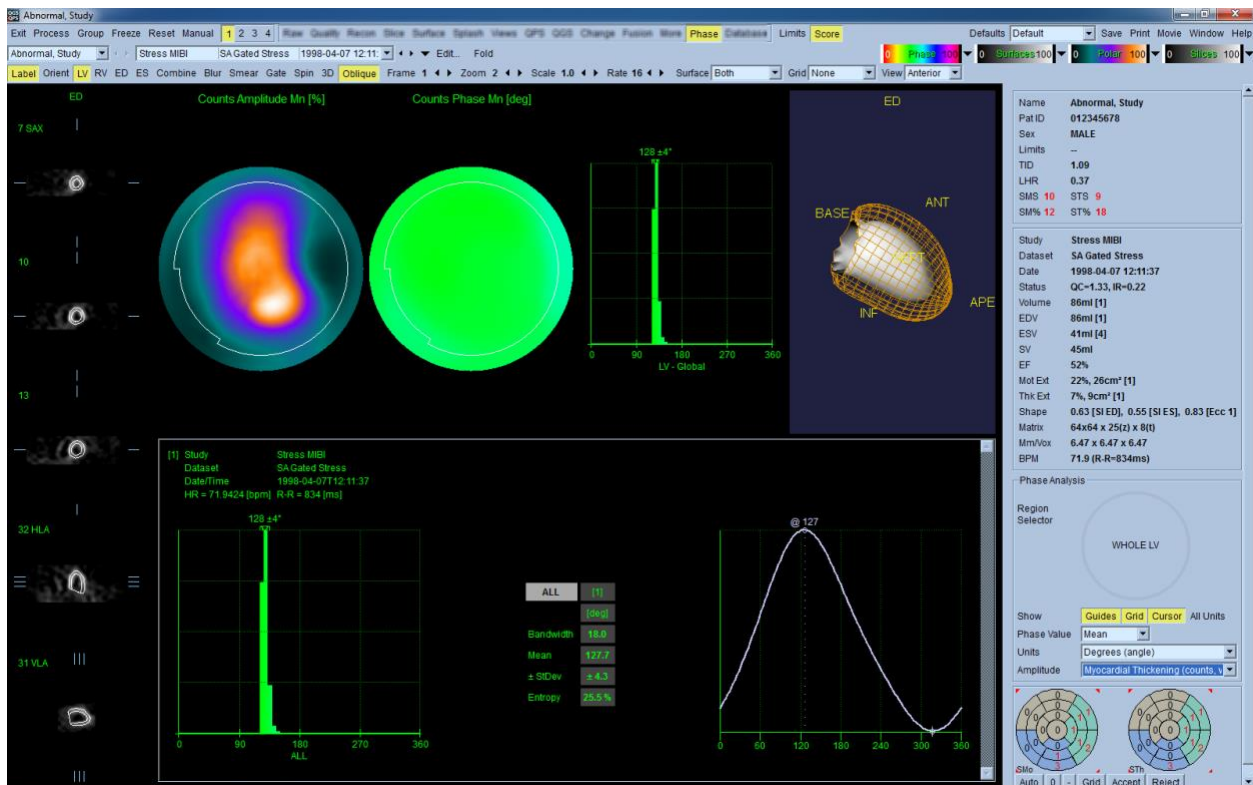 Abnormal, Study
Exit Process Group Freeze Reset Manual 1 2 3 4 Raw Quality Recon Slice Surface Splash Views QPS QGS Change Fusion More Phase Database Limits Score Defaults Default Save Print Movie Window Help
Abnormal, Study Stress MIBI SA Gated Stress 1998-04-07 12:11: Edit... Fold 0 Phase 100 0 Surfaces 100 0 Polar 100 0 Slices 100
Label Orient LV RV ED ES Combine Blur Smear Gate Spin 3D Oblique Frame 1 Zoom 2 Scale 1.0 Rate 16 Surface Both Grid None View Anterior
ED
7 SAX
10
13
32 HLA
31 VLA
Counts Amplitude Mn [%]
Counts Phase Mn [deg]
128 ±4°
0 90 180 270 360
LV - Global
ED
BASE
ANT
INF
APE
[1] Study Stress MIBI
Dataset SA Gated Stress
Date/Time 1998-04-07T12:11:37
HR = 71.9424 [bpm] R-R = 834 [ms]
128 ±4°
0 90 180 270 360
ALL
ALL [1]
[deg]
Bandwidth 18.0
Mean 127.7
± StDev ± 4.3
Entropy 25.5 %
@ 127
0 60 120 180 240 300 360
Name Abnormal, Study
Pat ID 012345678
Sex MALE
Limits --
TID 1.09
LHR 0.37
SMS 10 STS 9
SM% 12 ST% 18
Study Stress MIBI
Dataset SA Gated Stress
Date 1998-04-07 12:11:37
Status QC=1.33, IR=0.22
Volume 86ml [1]
EDV 86ml [1]
ESV 41ml [4]
SV 45ml
EF 52%
Mot Ext 22%, 26cm² [1]
Thk Ext 7%, 9cm² [1]
Shape 0.63 [SI ED], 0.55 [SI ES], 0.83 [Ecc 1]
Matrix 64x64 x 25(z) x 8(t)
Mm/Vox 6.47 x 6.47 x 6.47
BPM 71.9 (R-R=834ms)
Phase Analysis
Region
Selector
WHOLE LV
Show Guides Grid Cursor All Units
Phase Value Mean
Units Degrees (angle)
Amplitude Myocardial Thickening (counts, v
SMo
STh
Auto 0 - Grid Accept Reject